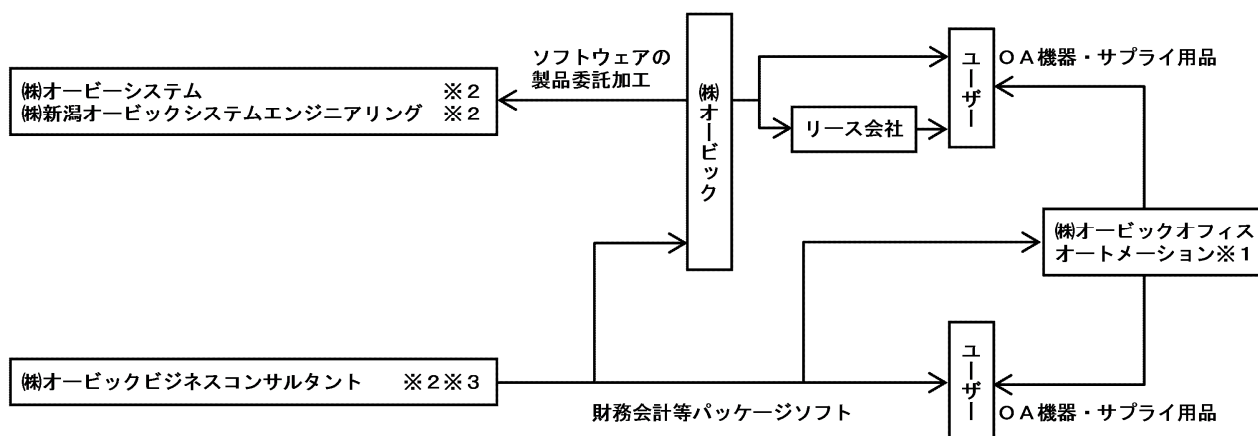 ソフトウェアの
製品委託加工
㈱オービーシステム ※2
㈱新潟オービックシステムエンジニアリング ※2
㈱オービック
リース会社
ユーザー
OA機器・サプライ用品
㈱オービックオフィス
オートメーション※1
㈱オービックビジネスコンサルタント ※2※3
財務会計等パッケージソフト
ユーザー
OA機器・サプライ用品